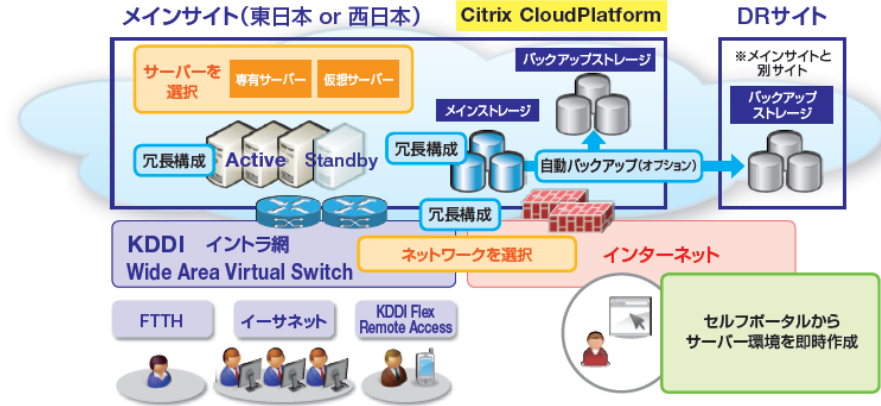 メインサイト(東日本 or 西日本)
Citrix CloudPlatform
DRサイト
サーバーを
選択
専有サーバー
仮想サーバー
バックアップストレージ
メインストレージ
※メインサイトと
別サイト
バックアップ
ストレージ
冗長構成
Active
Standby
冗長構成
自動バックアップ(オプション)
冗長構成
KDDI イントラ網
Wide Area Virtual Switch
ネットワークを選択
インターネット
FTTH
イーサネット
KDDI Flex
Remote Access
セルフポータルから
サーバー環境を即時作成